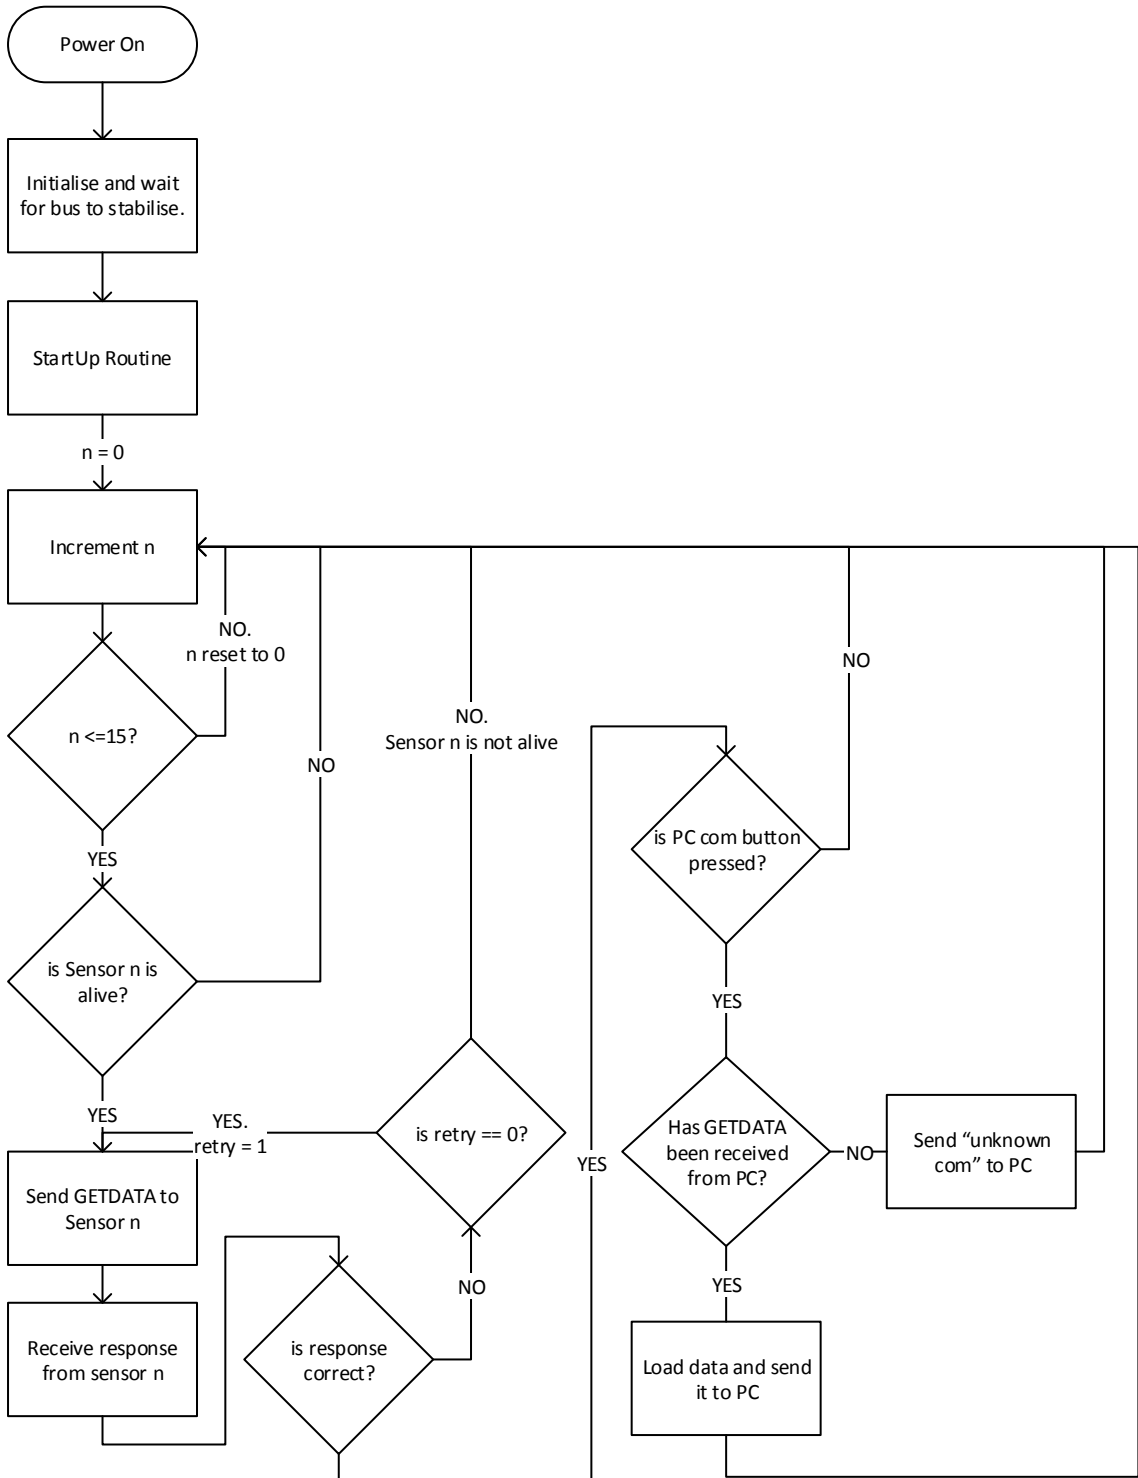 Power On
Initialise and wait
for bus to stabilise.
StartUp Routine
n = 0
Increment n
NO.
n reset to 0
n <=15?
NO
YES
is Sensor n is
alive?
YES
NO.
Sensor n is not alive
YES.
retry = 1
is retry == 0?
Send GETDATA to
Sensor n
NO
Receive response
from sensor n
is response
correct?
YES
is PC com button
pressed?
NO
YES
Has GETDATA
been received
from PC?
NO
Send “unknown
com” to PC
YES
Load data and send
it to PC